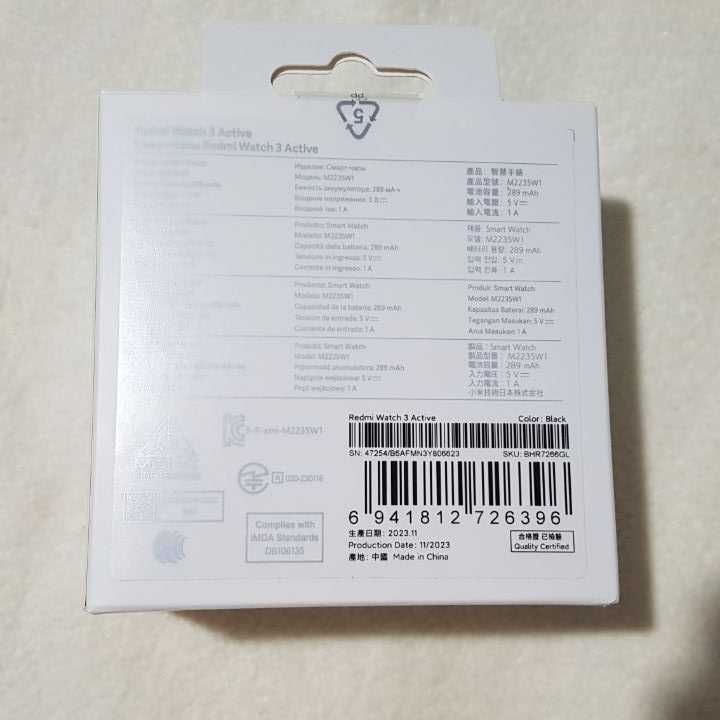 PP
5
Redmi Watch 3 Active
Redmi Watch 3 Active
Изделие: Смарт-часы
Модель: M2235W1
Емкость аккумулятора: 289 мА·ч
Входное напряжение: 5 В
Входной ток: 1 А
產品：智慧手錶
產品型號：M2235W1
電池容量：289 mAh
輸入電壓：5 V
輸入電流：1 A
Prodotto: Smart Watch
Modello: M2235W1
Capacità della batteria: 289 mAh
Tensione in ingresso: 5 V
Corrente in ingresso: 1 A
제품: Smart Watch
모델: M2235W1
배터리 용량: 289 mAh
입력 전압: 5 V
입력 전류: 1 A
Producto: Smart Watch
Modelo: M2235W1
Capacidad de la batería: 289 mAh
Tensión de entrada: 5 V
Corriente de entrada: 1 A
Produk: Smart Watch
Model: M2235W1
Kapasitas Baterai: 289 mAh
Tegangan Masukan: 5 V
Arus Masukan: 1 A
Produkt: Smart Watch
Model: M2235W1
Pojemność akumulatora: 289 mAh
Napięcie wejściowe: 5 V
Prąd wejściowy: 1 A
製品：Smart Watch
製品型番：M2235W1
電池容量：289 mAh
入力電圧：5 V
入力電流：1 A
小米技術日本株式会社
R-R-xmi-M2235W1
020-230116
Complies with
IMDA Standards
DB106135
Redmi Watch 3 Active Color: Black
SN: 47254/B6AFMN3Y806623 SKU: BHR7266GL
6 941812 726396
生產日期: 2023.11
Production Date: 11/2023
產地: 中國 Made in China
合格證 已檢驗
Quality Certified